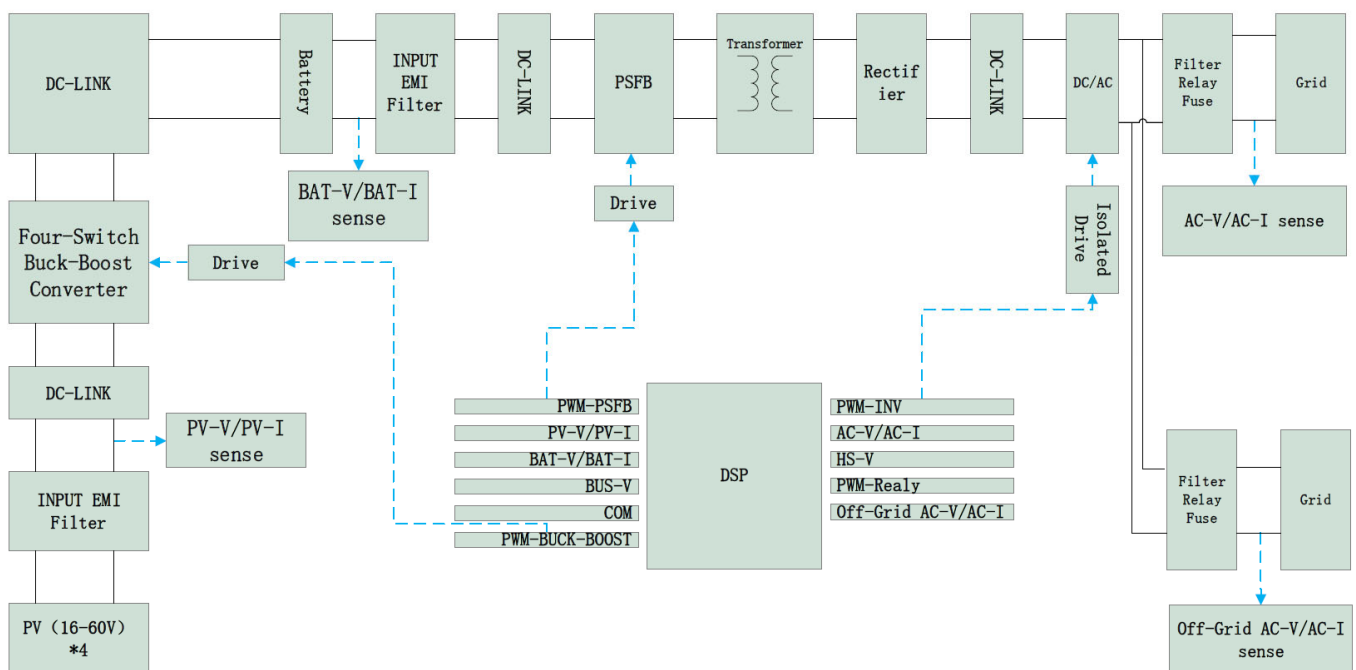 DC-LINK
Battery
INPUT
EMI
Filter
DC-LINK
PSFB
Transformer
Rectif
ier
DC-LINK
DC/AC
Filter
Relay
Fuse
Grid
BAT-V/BAT-I
sense
Drive
Isolated
Drive
AC-V/AC-I sense
Four-Switch
Buck-Boost
Converter
Drive
DC-LINK
PV-V/PV-I
sense
INPUT EMI
Filter
PV（16-60V）
*4
PWM-PSFB
PV-V/PV-I
BAT-V/BAT-I
BUS-V
COM
PWM-BUCK-BOOST
DSP
PWM-INV
AC-V/AC-I
HS-V
PWM-Realy
Off-Grid AC-V/AC-I
Filter
Relay
Fuse
Grid
Off-Grid AC-V/AC-I
sense